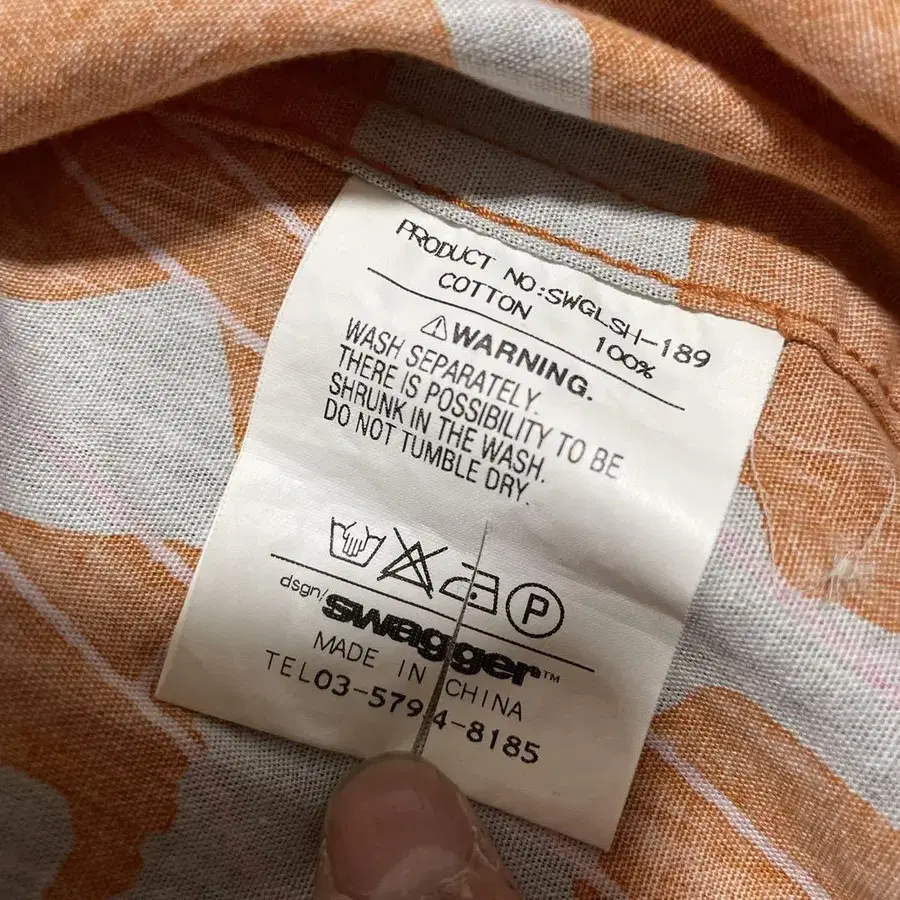 PRODUCT NO:SWGLSH-189
COTTON 100%
⚠WARNING.
WASH SEPARATELY.
THERE IS POSSIBILITY TO BE
SHRUNK IN THE WASH.
DO NOT TUMBLE DRY.
P
dsgn/swagger™
MADE IN CHINA
TEL03-5794-8185